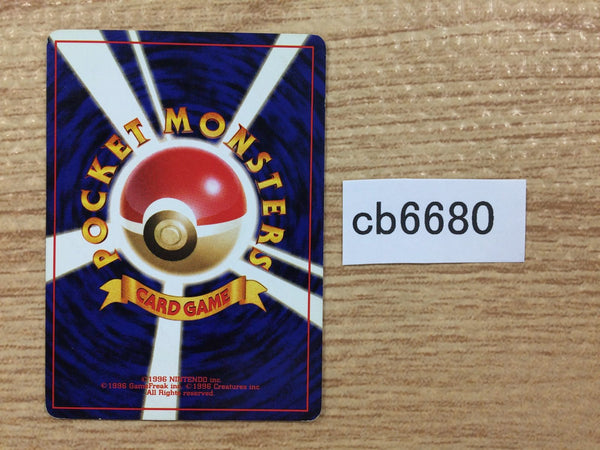 POCKET MONSTERS
CARD GAME
©1996 NINTENDO inc.
©1996 GameFreak inc. ©1996 Creatures inc.
All Rights reserved.
cb6680